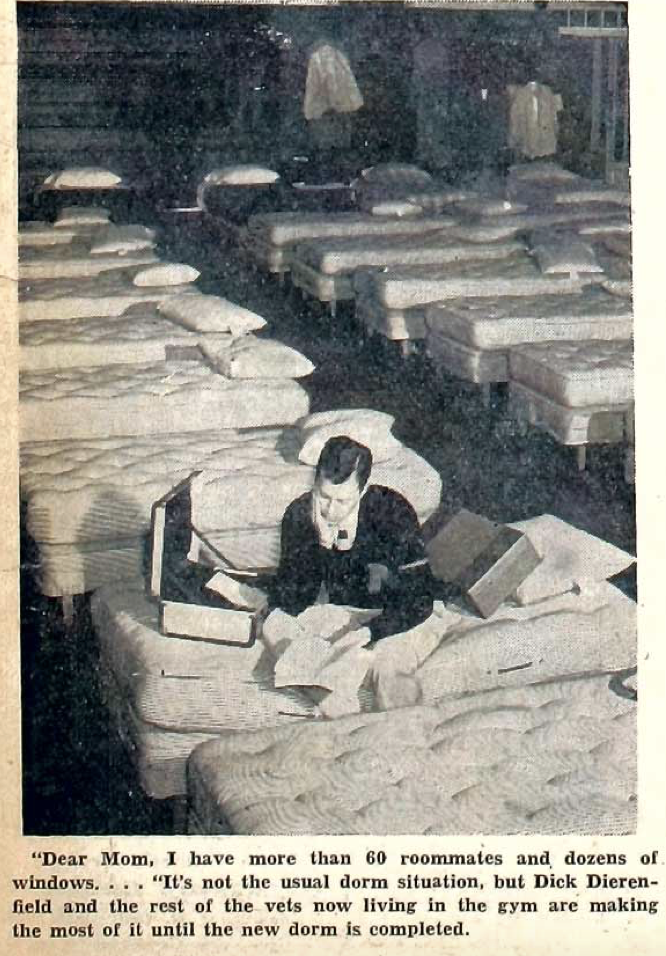 "Dear Mom, I have more than 60 roommates and dozens of
windows. . . . "It's not the usual dorm situation, but Dick Dieren-
field and the rest of the vets now living in the gym are making
the most of it until the new dorm is completed.